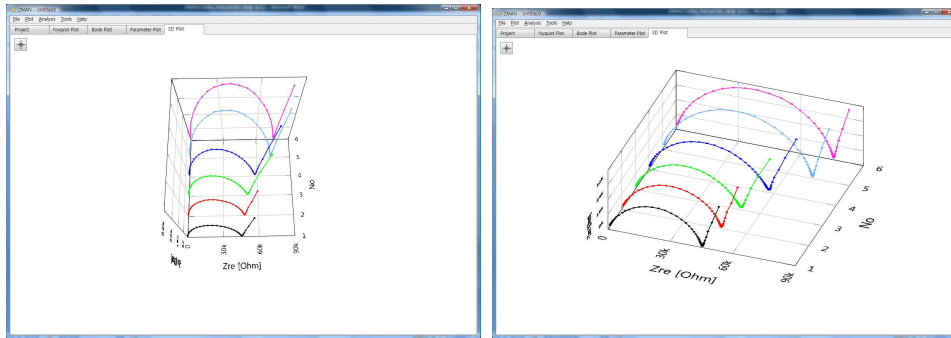 ZMAN - Untitled3
File Plot Analysis Tools Help
Project Nyquist Plot Bode Plot Parameter Plot 3D Plot
6
5
4
3
2
1
No
0 30k 60k 90k
Zre [Ohm]
ZMAN - Untitled3
File Plot Analysis Tools Help
Project Nyquist Plot Bode Plot Parameter Plot 3D Plot
6
5
4
3
2
1
No
0 30k 60k 90k
Zre [Ohm]